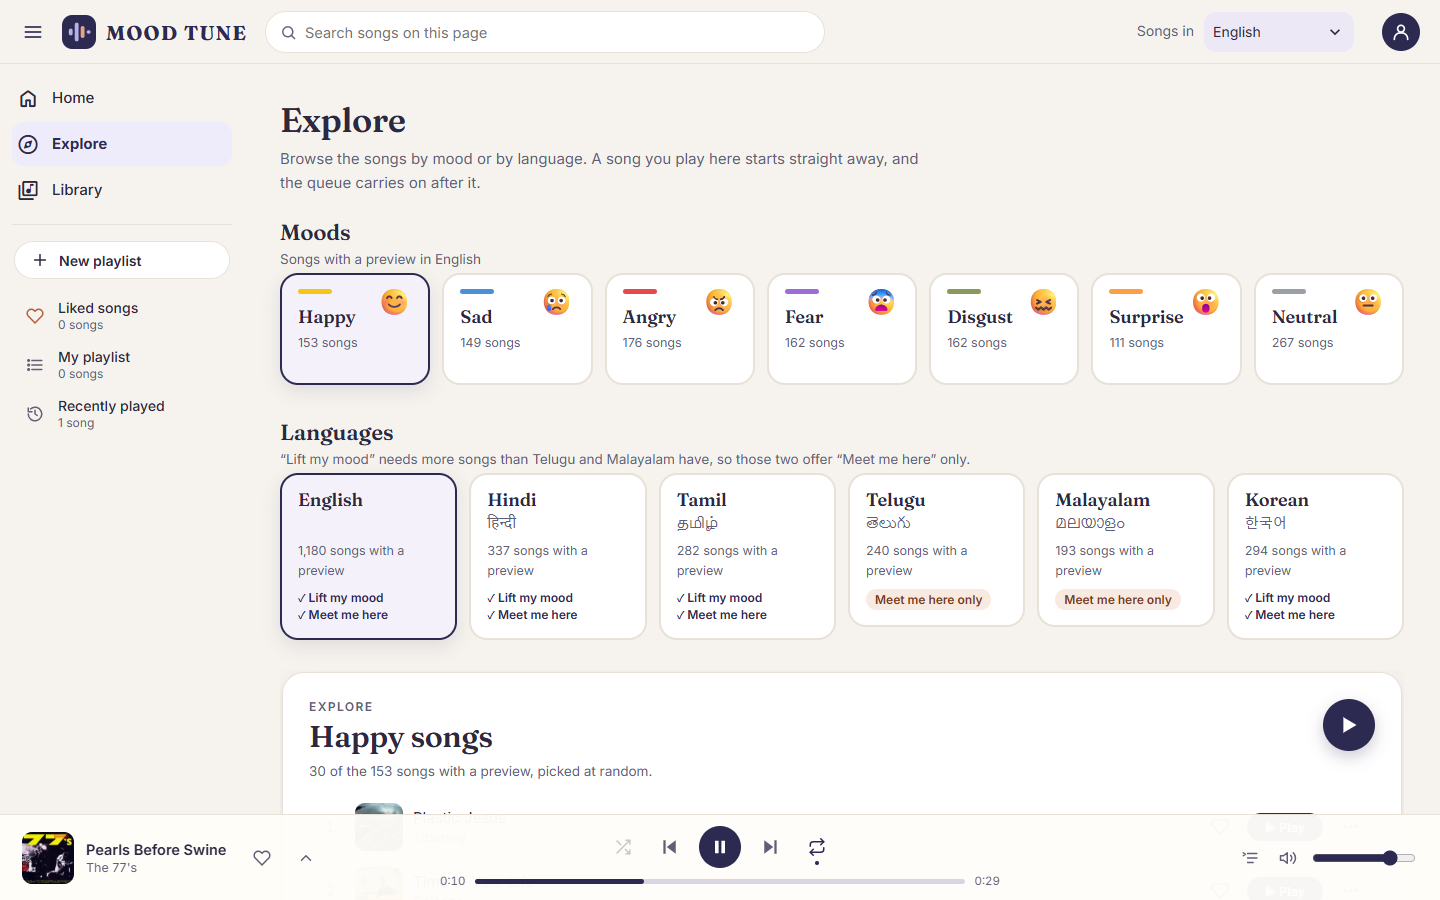 MOOD TUNE
Search songs on this page
Songs in
English
Home
Explore
Library
New playlist
Liked songs
0 songs
My playlist
0 songs
Recently played
1 song
Explore
Browse the songs by mood or by language. A song you play here starts straight away, and
the queue carries on after it.
Moods
Songs with a preview in English
Happy
153 songs
Sad
149 songs
Angry
176 songs
Fear
162 songs
Disgust
162 songs
Surprise
111 songs
Neutral
267 songs
Languages
“Lift my mood” needs more songs than Telugu and Malayalam have, so those two offer “Meet me here” only.
English
1,180 songs with a
preview
✓ Lift my mood
✓ Meet me here
Hindi
हिन्दी
337 songs with a
preview
✓ Lift my mood
✓ Meet me here
Tamil
தமிழ்
282 songs with a
preview
✓ Lift my mood
✓ Meet me here
Telugu
తెలుగు
240 songs with a
preview
Meet me here only
Malayalam
മലയാളം
193 songs with a
preview
Meet me here only
Korean
한국어
294 songs with a
preview
✓ Lift my mood
✓ Meet me here
EXPLORE
Happy songs
30 of the 153 songs with a preview, picked at random.
Play
Pearls Before Swine
The 77's
0:10
0:29
Play